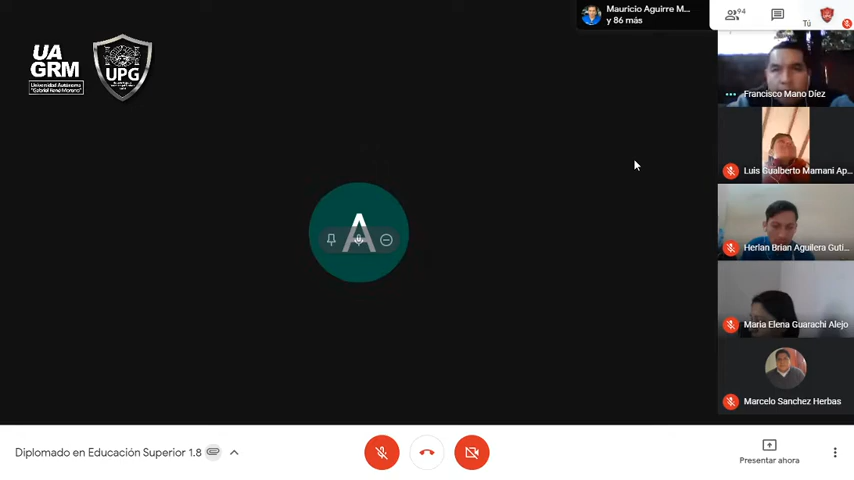 Mauricio Aguirre M...
y 86 más
94
Tú
UA
GRM
Universidad Autónoma
"Gabriel René Moreno"
UPG
Francisco Mano Díez
Luis Gualberto Mamani Ap...
A
Herlan Brian Aguilera Guti...
Maria Elena Guarachi Alejo
Marcelo Sanchez Herbas
Diplomado en Educación Superior 1.8
Presentar ahora